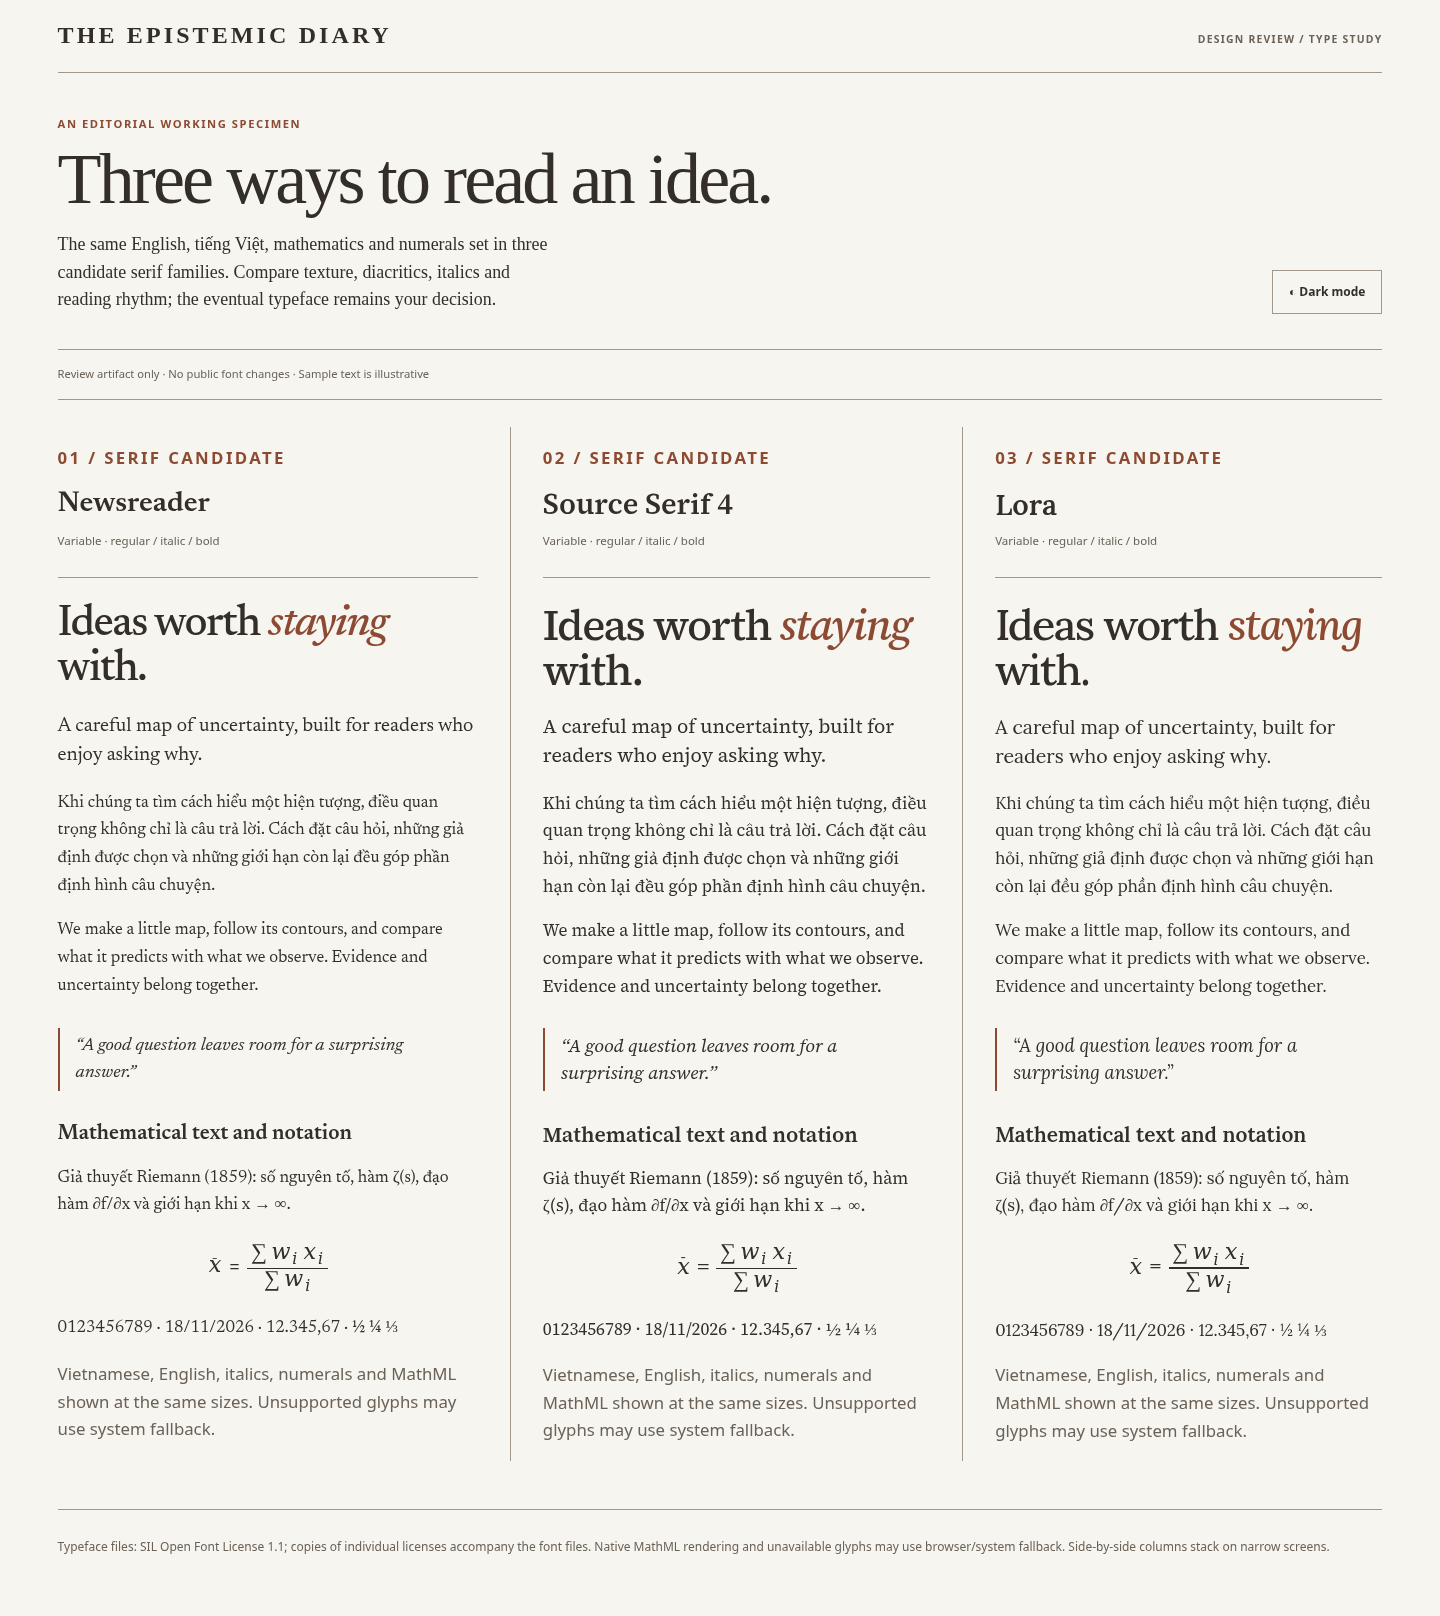 THE EPISTEMIC DIARY
DESIGN REVIEW / TYPE STUDY
AN EDITORIAL WORKING SPECIMEN
Three ways to read an idea.
The same English, tiếng Việt, mathematics and numerals set in three
candidate serif families. Compare texture, diacritics, italics and
reading rhythm; the eventual typeface remains your decision.
Dark mode
Review artifact only · No public font changes · Sample text is illustrative
01 / SERIF CANDIDATE
Newsreader
Variable · regular / italic / bold
Ideas worth staying
with.
A careful map of uncertainty, built for readers who
enjoy asking why.
Khi chúng ta tìm cách hiểu một hiện tượng, điều quan
trọng không chỉ là câu trả lời. Cách đặt câu hỏi, những giả
định được chọn và những giới hạn còn lại đều góp phần
định hình câu chuyện.
We make a little map, follow its contours, and compare
what it predicts with what we observe. Evidence and
uncertainty belong together.
“A good question leaves room for a surprising
answer.”
Mathematical text and notation
Giả thuyết Riemann (1859): số nguyên tố, hàm ζ(s), đạo
hàm ∂f/∂x và giới hạn khi x → ∞.
x̄ = ∑ wᵢ xᵢ / ∑ wᵢ
0123456789 · 18/11/2026 · 12.345,67 · ½ ¼ ⅓
Vietnamese, English, italics, numerals and MathML
shown at the same sizes. Unsupported glyphs may
use system fallback.
02 / SERIF CANDIDATE
Source Serif 4
Variable · regular / italic / bold
Ideas worth staying
with.
A careful map of uncertainty, built for
readers who enjoy asking why.
Khi chúng ta tìm cách hiểu một hiện tượng, điều
quan trọng không chỉ là câu trả lời. Cách đặt câu
hỏi, những giả định được chọn và những giới
hạn còn lại đều góp phần định hình câu chuyện.
We make a little map, follow its contours, and
compare what it predicts with what we observe.
Evidence and uncertainty belong together.
“A good question leaves room for a
surprising answer.”
Mathematical text and notation
Giả thuyết Riemann (1859): số nguyên tố, hàm
ζ(s), đạo hàm ∂f/∂x và giới hạn khi x → ∞.
x̄ = ∑ wᵢ xᵢ / ∑ wᵢ
0123456789 · 18/11/2026 · 12.345,67 · ½ ¼ ⅓
Vietnamese, English, italics, numerals and
MathML shown at the same sizes. Unsupported
glyphs may use system fallback.
03 / SERIF CANDIDATE
Lora
Variable · regular / italic / bold
Ideas worth staying
with.
A careful map of uncertainty, built for
readers who enjoy asking why.
Khi chúng ta tìm cách hiểu một hiện tượng, điều
quan trọng không chỉ là câu trả lời. Cách đặt câu
hỏi, những giả định được chọn và những giới hạn
còn lại đều góp phần định hình câu chuyện.
We make a little map, follow its contours, and
compare what it predicts with what we observe.
Evidence and uncertainty belong together.
“A good question leaves room for a
surprising answer.”
Mathematical text and notation
Giả thuyết Riemann (1859): số nguyên tố, hàm
ζ(s), đạo hàm ∂f/∂x và giới hạn khi x → ∞.
x̄ = ∑ wᵢ xᵢ / ∑ wᵢ
0123456789 · 18/11/2026 · 12.345,67 · ½ ¼ ⅓
Vietnamese, English, italics, numerals and
MathML shown at the same sizes. Unsupported
glyphs may use system fallback.
Typeface files: SIL Open Font License 1.1; copies of individual licenses accompany the font files. Native MathML rendering and unavailable glyphs may use browser/system fallback. Side-by-side columns stack on narrow screens.